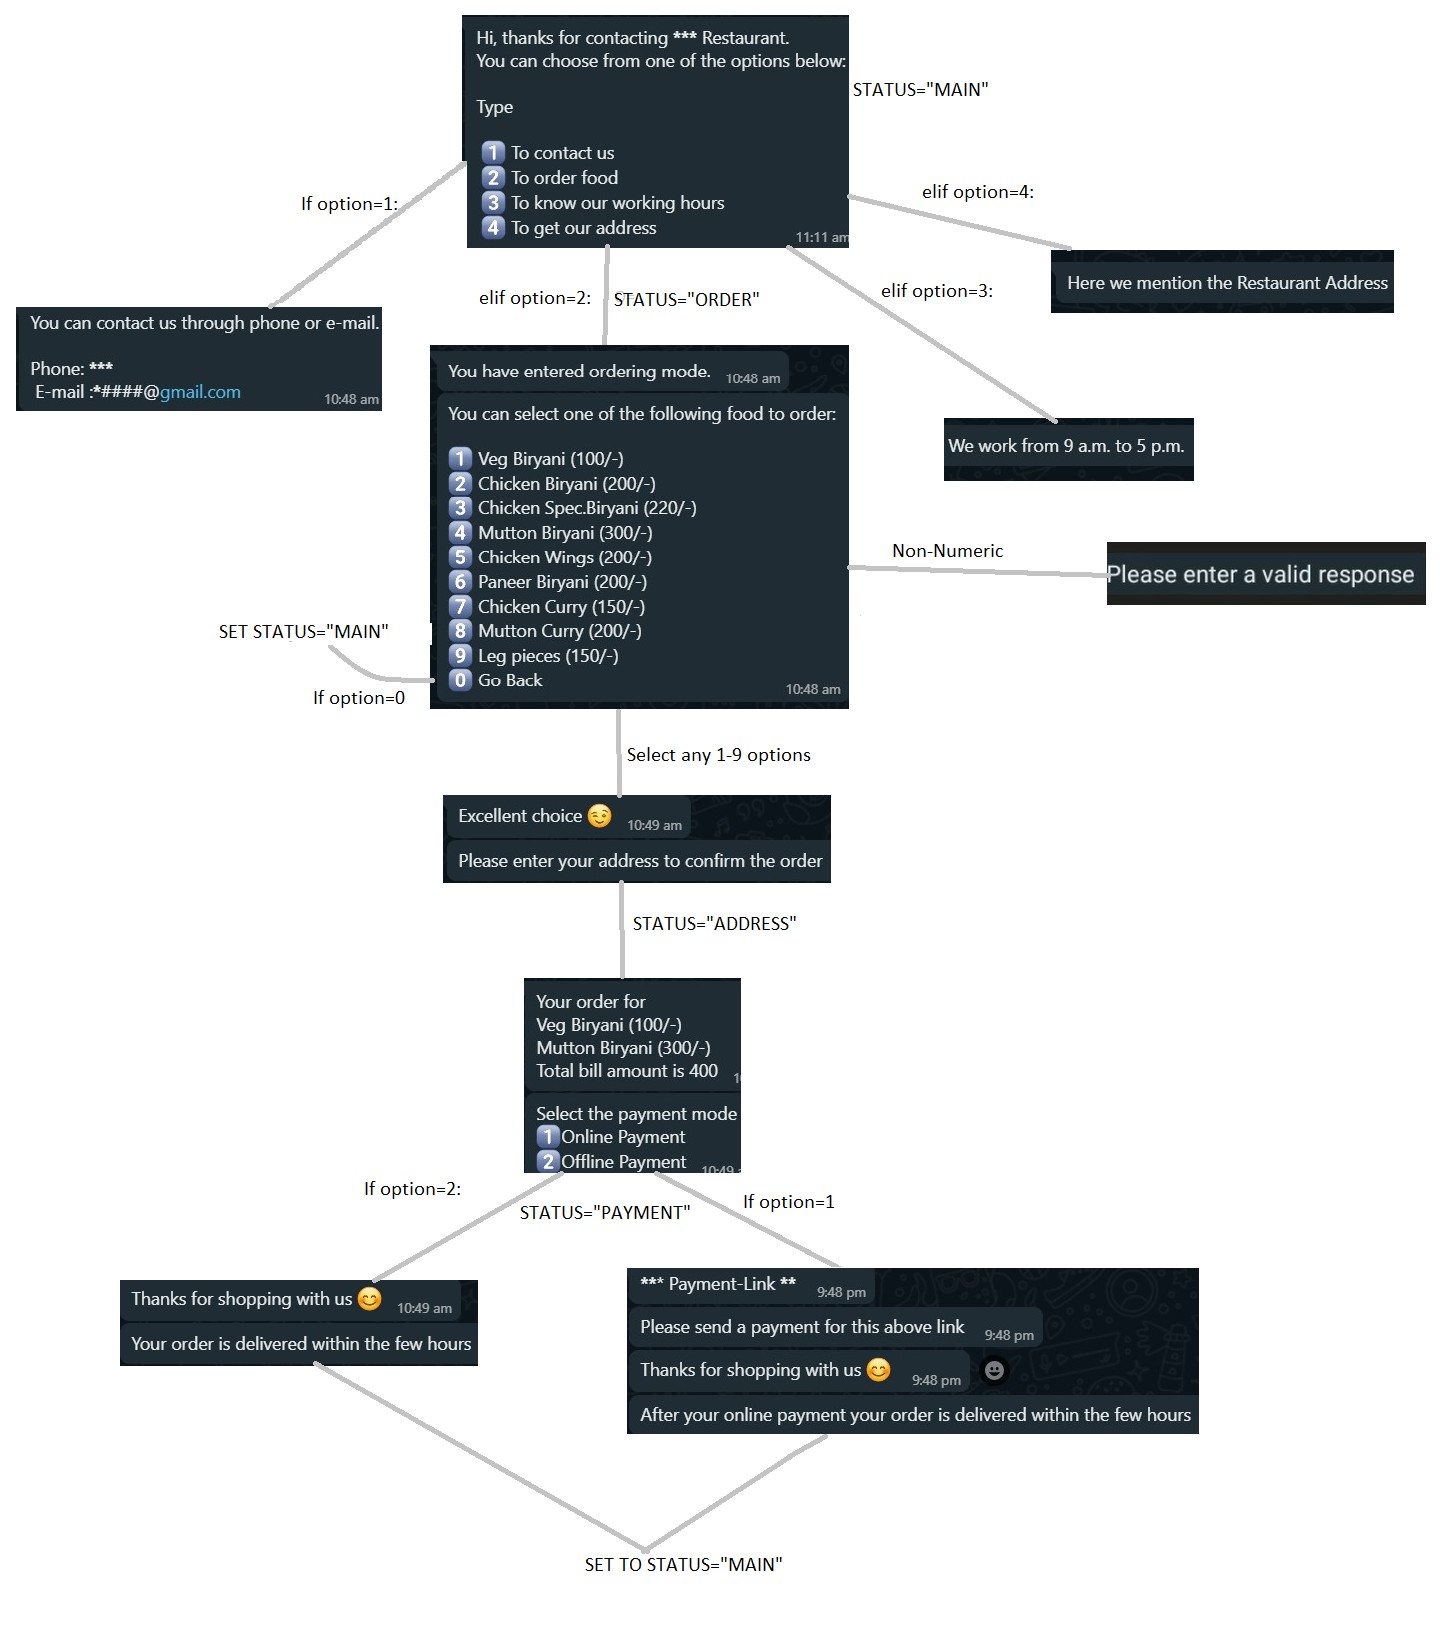 Hi, thanks for contacting *** Restaurant.
You can choose from one of the options below:
STATUS="MAIN"
Type
1 To contact us
2 To order food
3 To know our working hours
4 To get our address
11:11 am
If option=1:
elif option=4:
Here we mention the Restaurant Address
elif option=2:
STATUS="ORDER"
elif option=3:
You can contact us through phone or e-mail.
Phone: ***
E-mail :*####@gmail.com
10:48 am
You have entered ordering mode.
10:48 am
You can select one of the following food to order:
1 Veg Biryani (100/-)
2 Chicken Biryani (200/-)
3 Chicken Spec.Biryani (220/-)
4 Mutton Biryani (300/-)
5 Chicken Wings (200/-)
6 Paneer Biryani (200/-)
7 Chicken Curry (150/-)
8 Mutton Curry (200/-)
9 Leg pieces (150/-)
0 Go Back
10:48 am
We work from 9 a.m. to 5 p.m.
Non-Numeric
Please enter a valid response
SET STATUS="MAIN"
If option=0
Select any 1-9 options
Excellent choice 😉
10:49 am
Please enter your address to confirm the order
STATUS="ADDRESS"
Your order for
Veg Biryani (100/-)
Mutton Biryani (300/-)
Total bill amount is 400
Select the payment mode
1 Online Payment
2 Offline Payment
10:49
If option=2:
STATUS="PAYMENT"
If option=1
Thanks for shopping with us 😊
10:49 am
Your order is delivered within the few hours
*** Payment-Link **
9:48 pm
Please send a payment for this above link
9:48 pm
Thanks for shopping with us 😊
9:48 pm
After your online payment your order is delivered within the few hours
SET TO STATUS="MAIN"